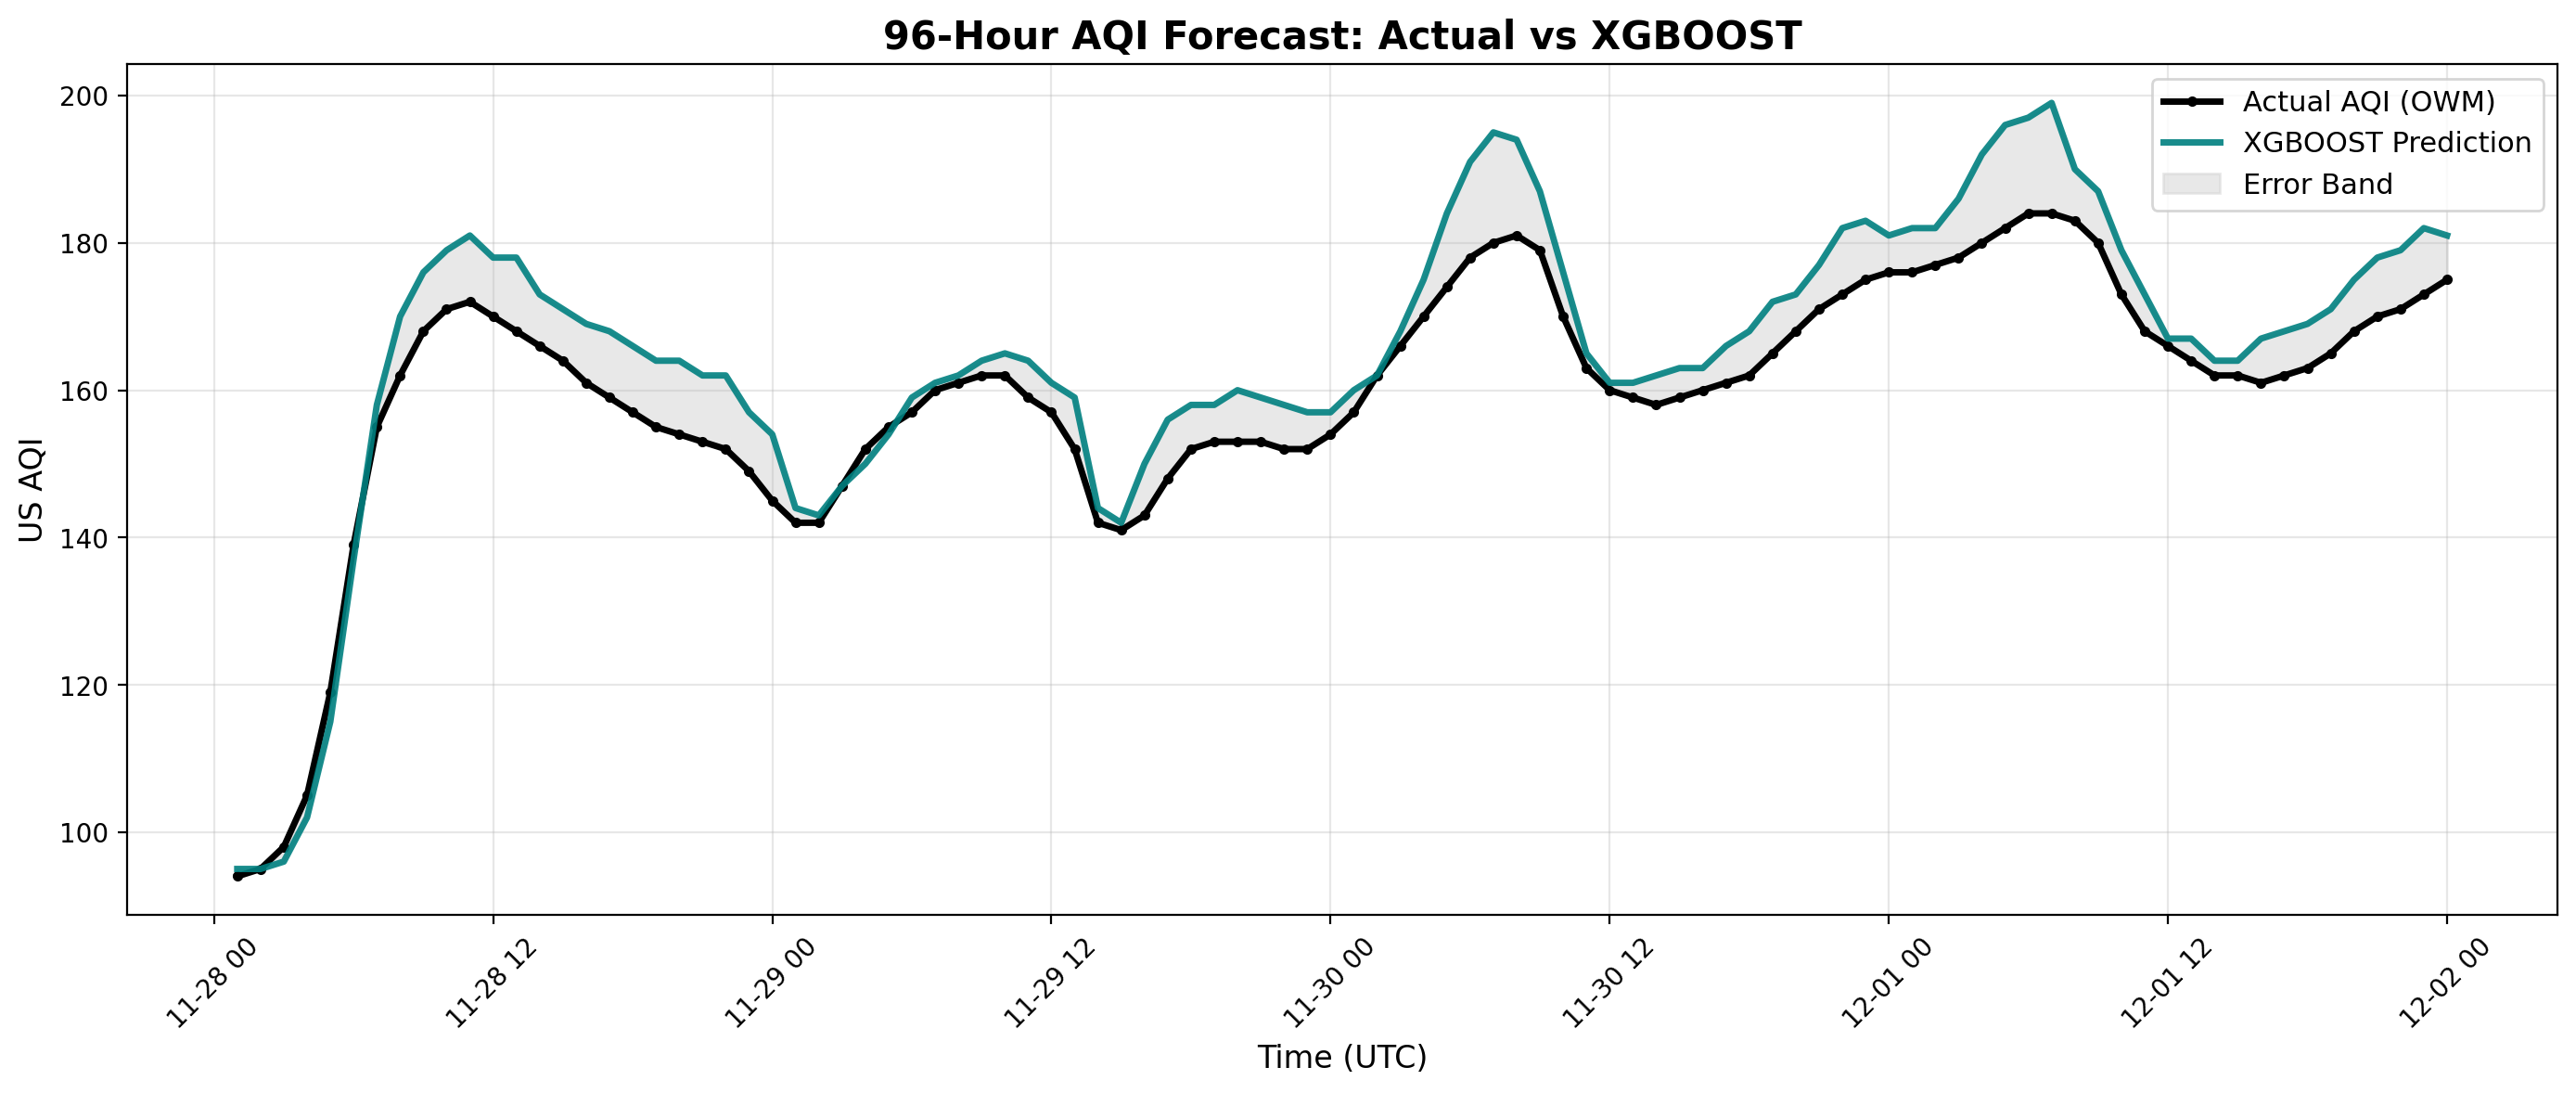 96-Hour AQI Forecast: Actual vs XGBOOST
Actual AQI (OWM)
XGBOOST Prediction
Error Band
US AQI
200
180
160
140
120
100
11-28 00
11-28 12
11-29 00
11-29 12
11-30 00
11-30 12
12-01 00
12-01 12
12-02 00
Time (UTC)